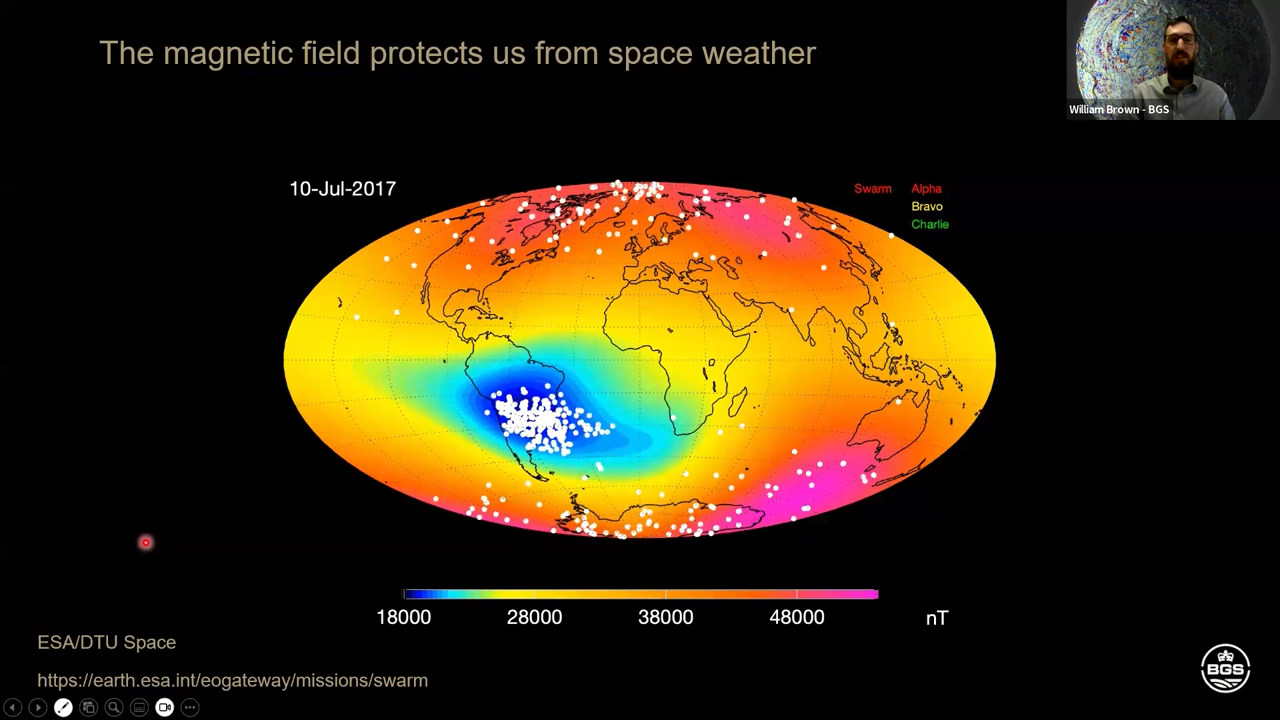 The magnetic field protects us from space weather
William Brown - BGS
10-Jul-2017
Swarm Alpha
Bravo
Charlie
18000 28000 38000 48000 nT
ESA/DTU Space
https://earth.esa.int/eogateway/missions/swarm
BGS